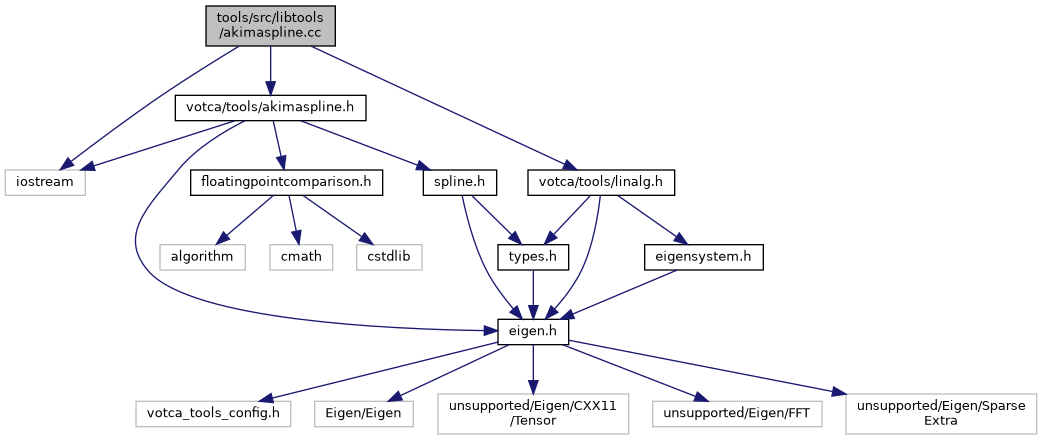 tools/src/libtools
/akimaspline.cc
votca/tools/akimaspline.h
iostream
floatingpointcomparison.h
spline.h
votca/tools/linalg.h
algorithm
cmath
cstdlib
types.h
eigensystem.h
eigen.h
votca_tools_config.h
Eigen/Eigen
unsupported/Eigen/CXX11
/Tensor
unsupported/Eigen/FFT
unsupported/Eigen/Sparse
Extra